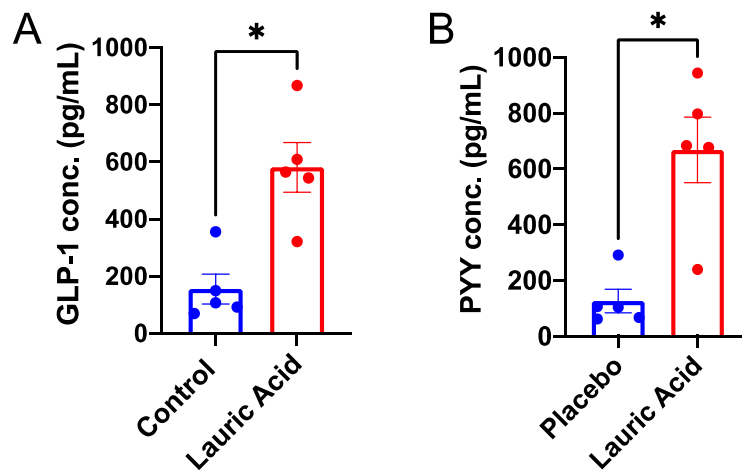 A
*
GLP-1 conc. (pg/mL)
1000
800
600
400
200
0
Control
Lauric Acid
B
*
PYY conc. (pg/mL)
1000
800
600
400
200
0
Placebo
Lauric Acid